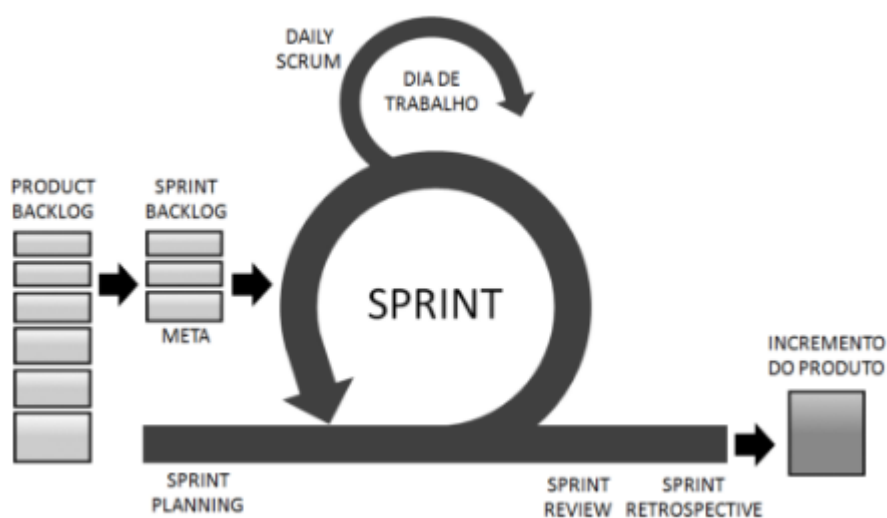 DAILY
SCRUM
DIA DE
TRABALHO
PRODUCT
BACKLOG
SPRINT
BACKLOG
META
SPRINT
INCREMENTO
DO PRODUTO
SPRINT
PLANNING
SPRINT
REVIEW
SPRINT
RETROSPECTIVE